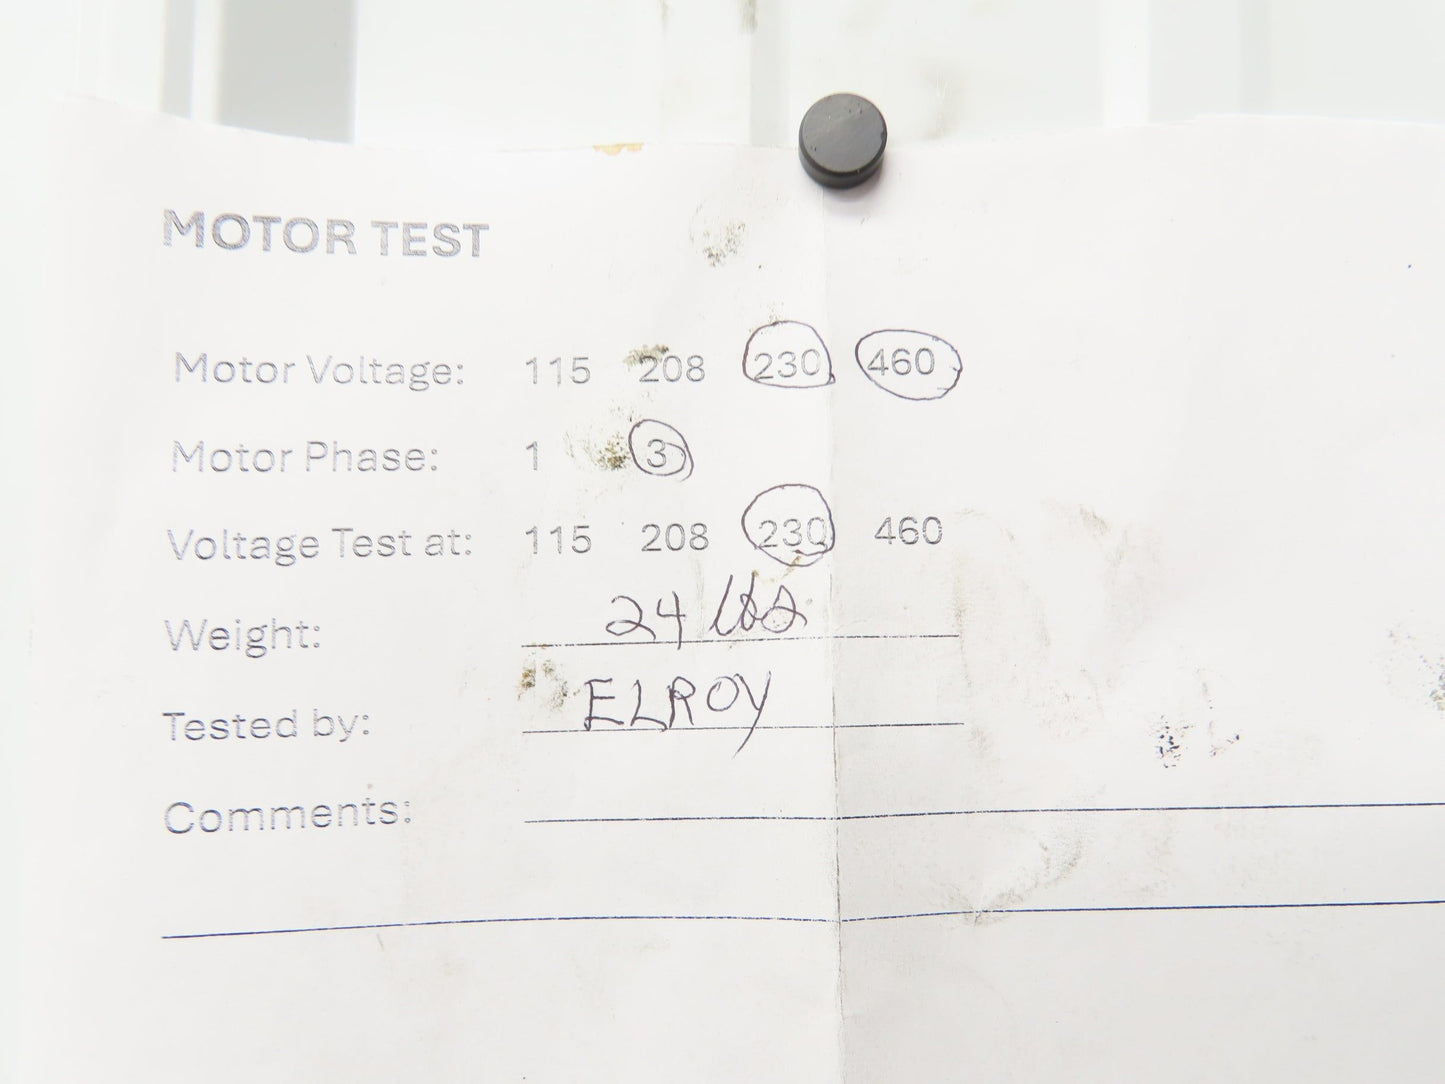 MOTOR TEST
Motor Voltage: 115 208 230 460
Motor Phase: 1 3
Voltage Test at: 115 208 230 460
Weight: 24 lbs
Tested by: ELROY
Comments: